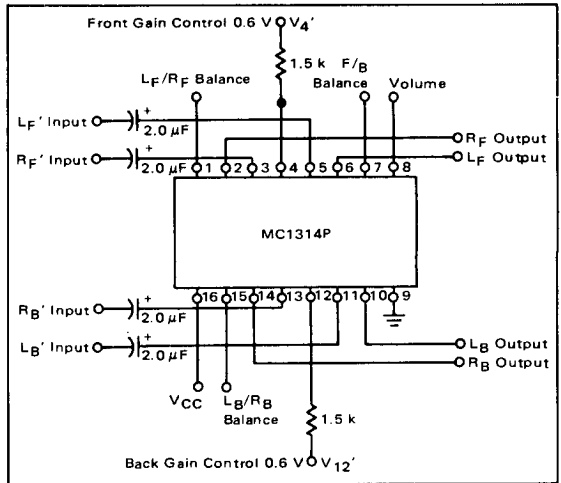 Front Gain Control 0.6 V V4'
1.5 k
LF/RF Balance
F/B
Balance
Volume
LF' Input
+
2.0 µF
RF Output
RF' Input
+
2.0 µF
LF Output
1 2 3 4 5 6 7 8
MC1314P
16 15 14 13 12 11 10 9
RB' Input
+
2.0 µF
LB' Input
+
2.0 µF
LB Output
RB Output
VCC
LB/RB
Balance
1.5 k
Back Gain Control 0.6 V V12'